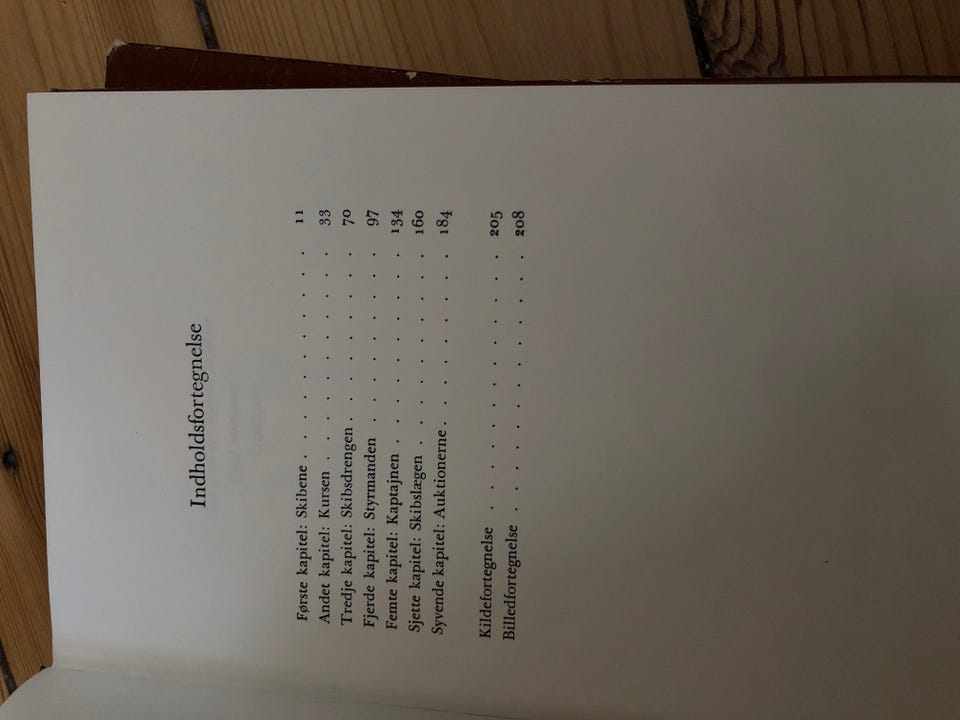 Indholdsfortegnelse
Første kapitel: Skibene . . . . . . . . . . 11
Andet kapitel: Kursen . . . . . . . . . . 33
Tredje kapitel: Skibsdrengen . . . . . . . . 70
Fjerde kapitel: Styrmanden . . . . . . . . 97
Femte kapitel: Kaptajnen . . . . . . . . . 134
Sjette kapitel: Skibslægen . . . . . . . . 160
Syvende kapitel: Auktionerne . . . . . . . . 184
Kildefortegnelse . . . . . . . . . . . . 205
Billedfortegnelse . . . . . . . . . . . . 208